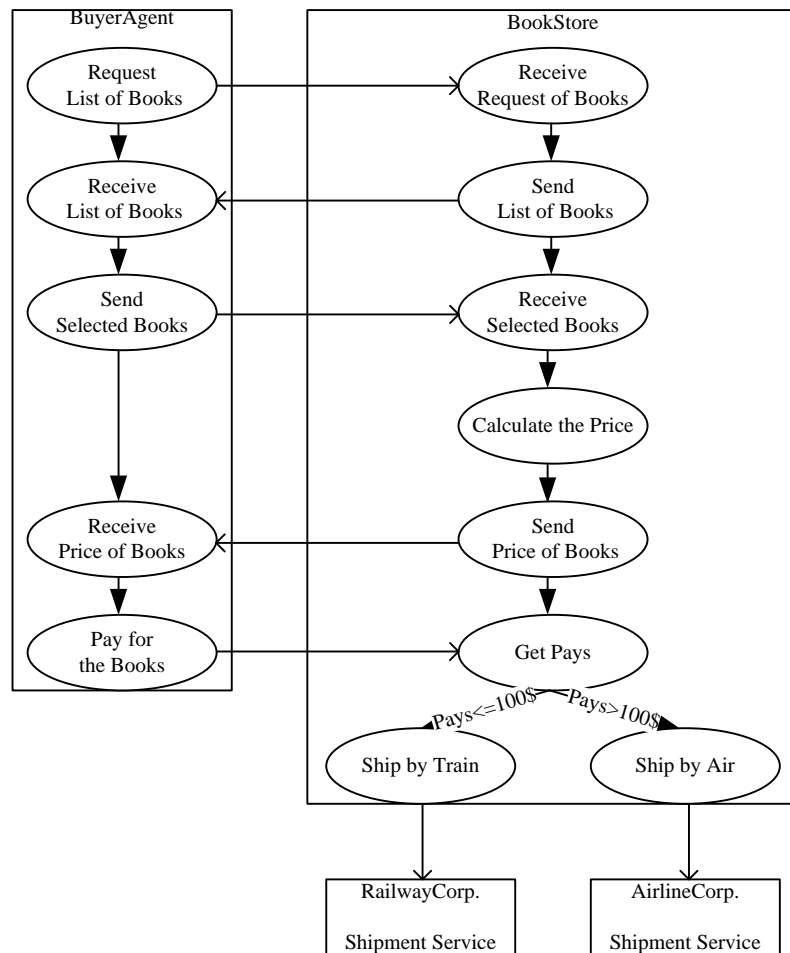 BuyerAgent
BookStore
Request
List of Books
Receive
Request of Books
Receive
List of Books
Send
List of Books
Send
Selected Books
Receive
Selected Books
Calculate the Price
Receive
Price of Books
Send
Price of Books
Pay for
the Books
Get Pays
Pays<=100$
Pays>100$
Ship by Train
Ship by Air
RailwayCorp.
Shipment Service
AirlineCorp.
Shipment Service